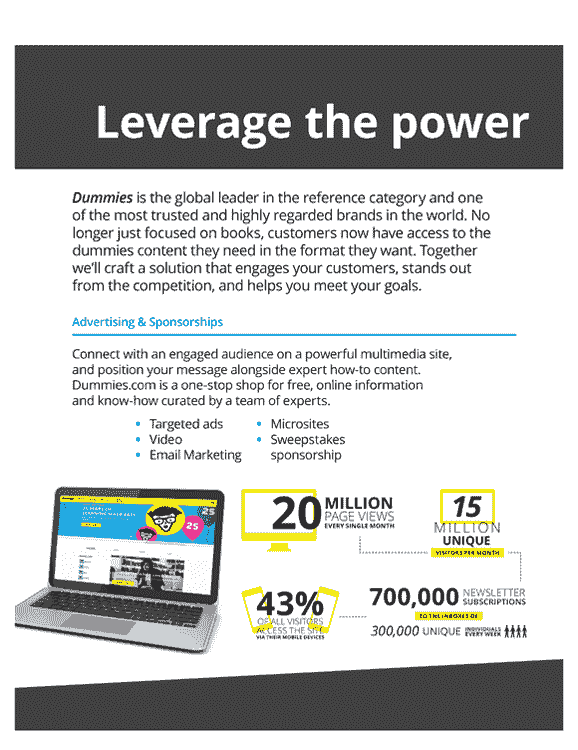 Leverage the power
Dummies is the global leader in the reference category and one
of the most trusted and highly regarded brands in the world. No
longer just focused on books, customers now have access to the
dummies content they need in the format they want. Together
we'll craft a solution that engages your customers, stands out
from the competition, and helps you meet your goals.
Advertising & Sponsorships
Connect with an engaged audience on a powerful multimedia site,
and position your message alongside expert how-to content.
Dummies.com is a one-stop shop for free, online information
and know-how curated by a team of experts.
• Targeted ads
• Video
• Email Marketing
• Microsites
• Sweepstakes
sponsorship
25
25
20 MILLION
PAGE VIEWS
EVERY SINGLE MONTH
15
MILLION
UNIQUE
VISITORS PER MONTH
43%
OF ALL VISITORS
ACCESS THE SITE
VIA THEIR MOBILE DEVICES
700,000 NEWSLETTER
SUBSCRIPTIONS
TO THE INBOXES OF
300,000 UNIQUE INDIVIDUALS
EVERY WEEK